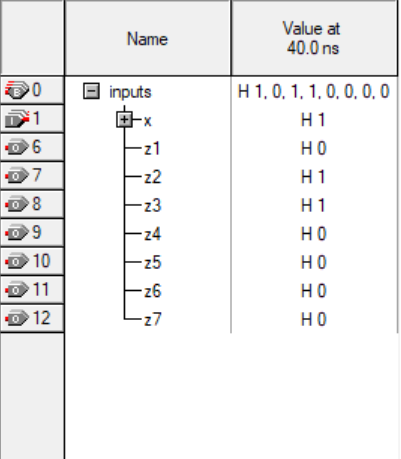 Name
Value at
40.0 ns
0 inputs H 1, 0, 1, 1, 0, 0, 0, 0
1 x H 1
6 z1 H 0
7 z2 H 1
8 z3 H 1
9 z4 H 0
10 z5 H 0
11 z6 H 0
12 z7 H 0